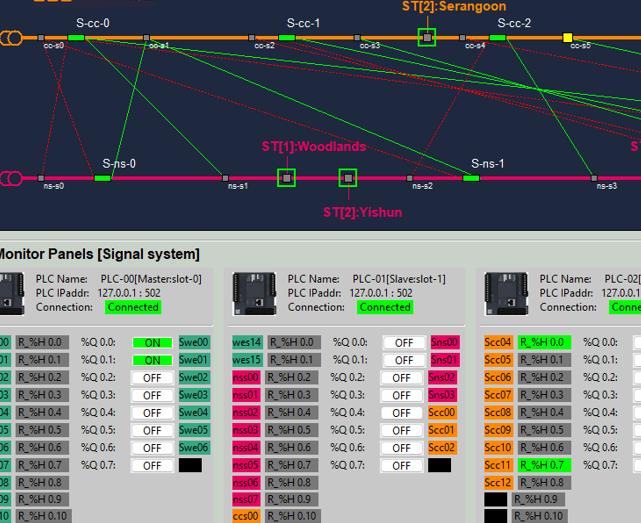 ST[2]:Serangoon
S-cc-0
S-cc-1
S-cc-2
cc-s0
cc-s1
cc-s2
cc-s3
cc-s4
cc-s5
ST[1]:Woodlands
S-ns-0
S-ns-1
ns-s0
ns-s1
ns-s2
ns-s3
ST[2]:Yishun
Monitor Panels [Signal system]
PLC Name: PLC-00[Master:slot-0]
PLC IPaddr: 127.0.0.1 : 502
Connection: Connected
00 R_%H 0.0 %Q 0.0: ON Swe00
01 R_%H 0.1 %Q 0.1: ON Swe01
02 R_%H 0.2 %Q 0.2: OFF Swe02
03 R_%H 0.3 %Q 0.3: OFF Swe03
04 R_%H 0.4 %Q 0.4: OFF Swe04
05 R_%H 0.5 %Q 0.5: OFF Swe05
06 R_%H 0.6 %Q 0.6: OFF Swe06
07 R_%H 0.7 %Q 0.7: OFF
08 R_%H 0.8
09 R_%H 0.9
10 R_%H 0.10
PLC Name: PLC-01[Slave:slot-1]
PLC IPaddr: 127.0.0.1 : 502
Connection: Connected
wes14 R_%H 0.0 %Q 0.0: OFF Sns00
wes15 R_%H 0.1 %Q 0.1: OFF Sns01
nss00 R_%H 0.2 %Q 0.2: OFF Sns02
nss01 R_%H 0.3 %Q 0.3: OFF Sns03
nss02 R_%H 0.4 %Q 0.4: OFF Scc00
nss03 R_%H 0.5 %Q 0.5: OFF Scc01
nss04 R_%H 0.6 %Q 0.6: OFF Scc02
nss05 R_%H 0.7 %Q 0.7: OFF
nss06 R_%H 0.8
nss07 R_%H 0.9
ccs00 R_%H 0.10
PLC Name: PLC-02[
PLC IPaddr: 127.0.0.1
Connection: Conne
Scc04 R_%H 0.0 %Q 0.0:
Scc05 R_%H 0.1 %Q 0.1:
Scc06 R_%H 0.2 %Q 0.2:
Scc07 R_%H 0.3 %Q 0.3:
Scc08 R_%H 0.4 %Q 0.4:
Scc09 R_%H 0.5 %Q 0.5:
Scc10 R_%H 0.6 %Q 0.6:
Scc11 R_%H 0.7 %Q 0.7:
Scc12 R_%H 0.8
R_%H 0.9
R_%H 0.10